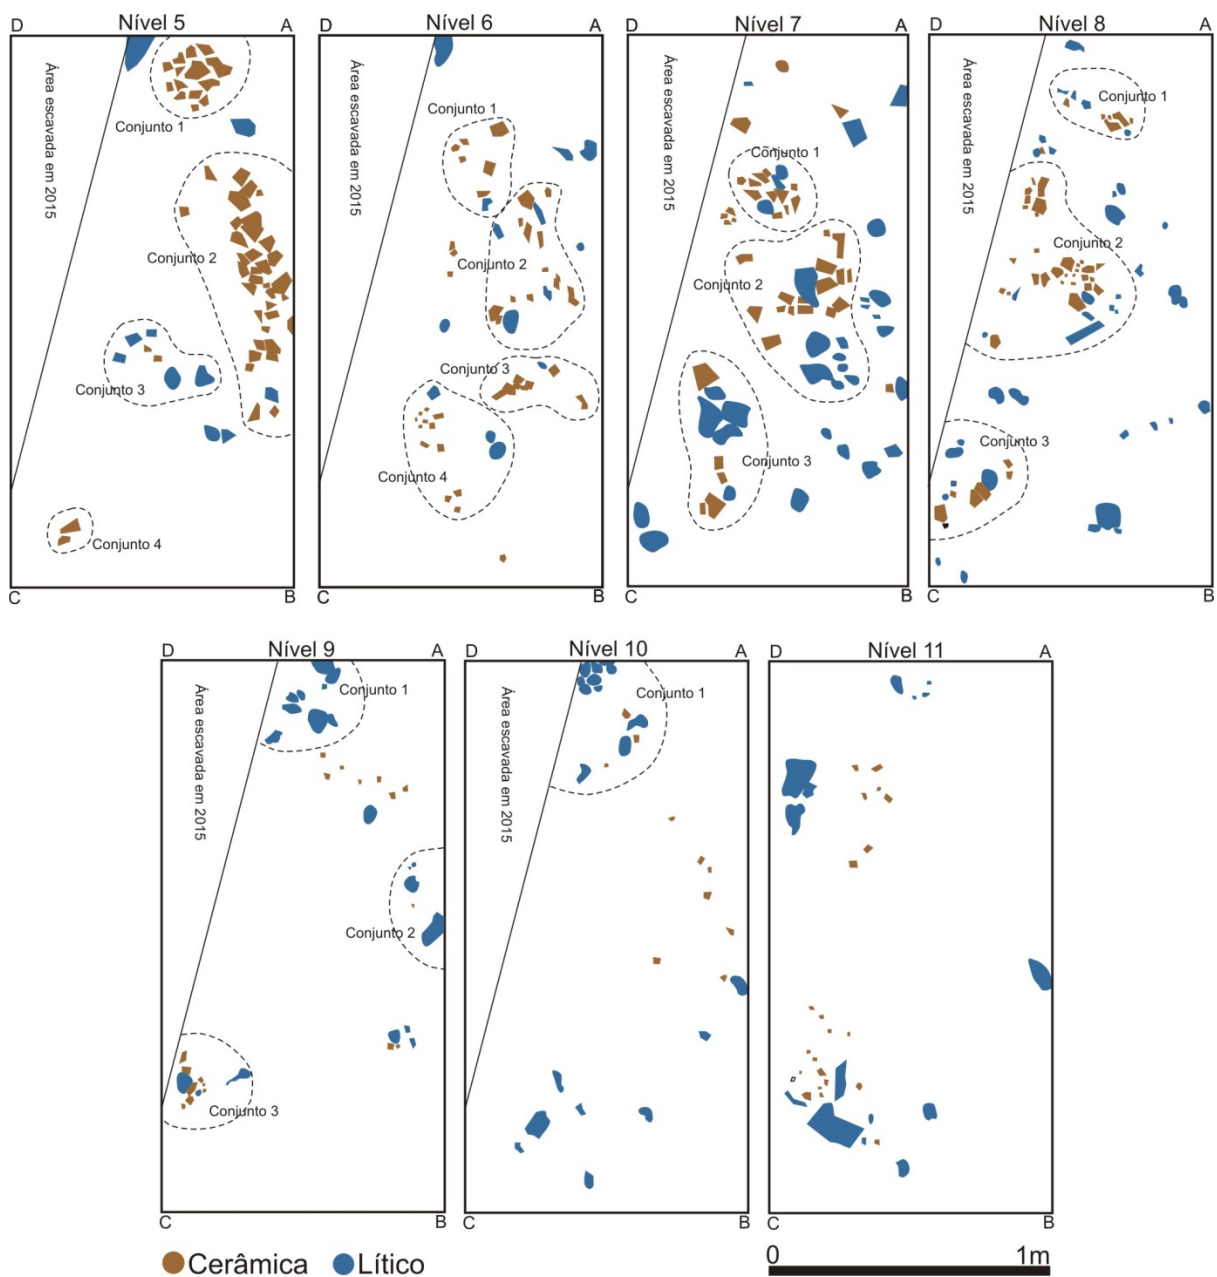 D Nível 5 A
Área escavada em 2015
Conjunto 1
Conjunto 2
Conjunto 3
Conjunto 4
C B
Nível 6 A
Área escavada em 2015
Conjunto 1
Conjunto 2
Conjunto 3
Conjunto 4
C B
D Nível 7 A
Área escavada em 2015
Conjunto 1
Conjunto 2
Conjunto 3
C B
D Nível 8 A
Área escavada em 2015
Conjunto 1
Conjunto 2
Conjunto 3
C B
D Nível 9 A
Área escavada em 2015
Conjunto 1
Conjunto 2
Conjunto 3
C B
D Nível 10 A
Área escavada em 2015
Conjunto 1
C B
D Nível 11 A
C B
Cerâmica Lítico
0 1m